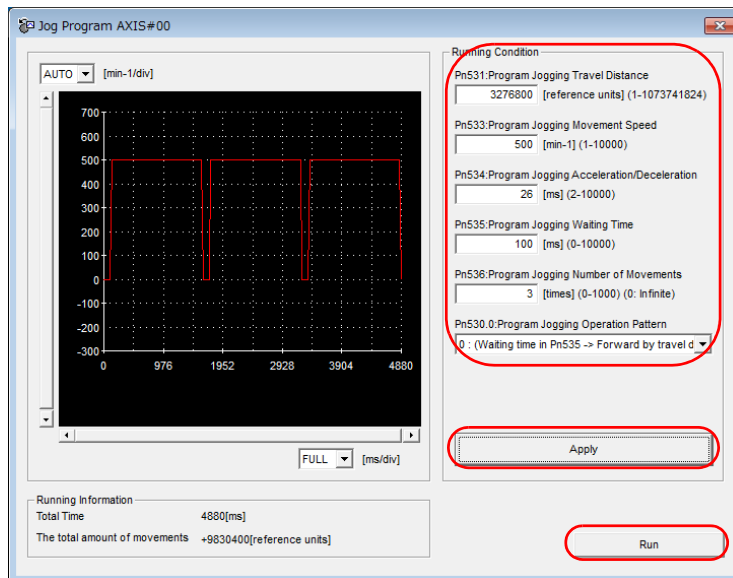 Jog Program AXIS#00
AUTO [min-1/div]
700
600
500
400
300
200
100
0
-100
-200
-300
0 976 1952 2928 3904 4880
FULL [ms/div]
Running Information
Total Time 4880[ms]
The total amount of movements +9830400[reference units]
Running Condition
Pn531:Program Jogging Travel Distance
3276800 [reference units] (1-1073741824)
Pn533:Program Jogging Movement Speed
500 [min-1] (1-10000)
Pn534:Program Jogging Acceleration/Deceleration
26 [ms] (2-10000)
Pn535:Program Jogging Waiting Time
100 [ms] (0-10000)
Pn536:Program Jogging Number of Movements
3 [times] (0-1000) (0: Infinite)
Pn530.0:Program Jogging Operation Pattern
0 : (Waiting time in Pn535 -> Forward by travel d
Apply
Run